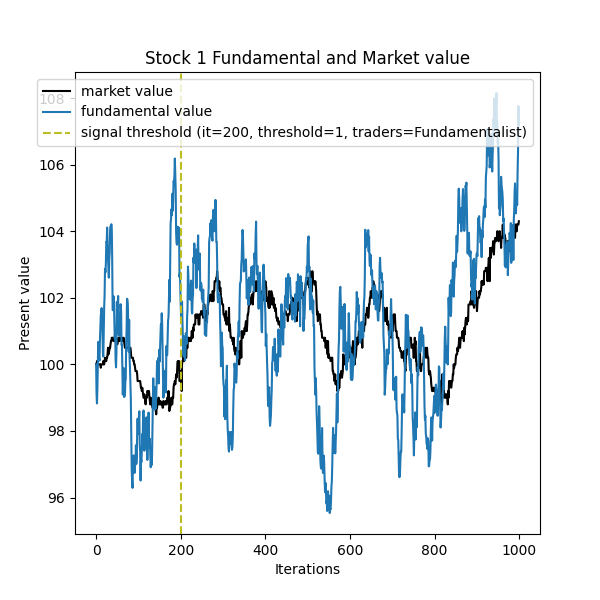 Stock 1 Fundamental and Market value
market value
108
fundamental value
signal threshold (it=200, threshold=1, traders=Fundamentalist)
106
104
102
100
98
96
Present value
0 200 400 600 800 1000
Iterations